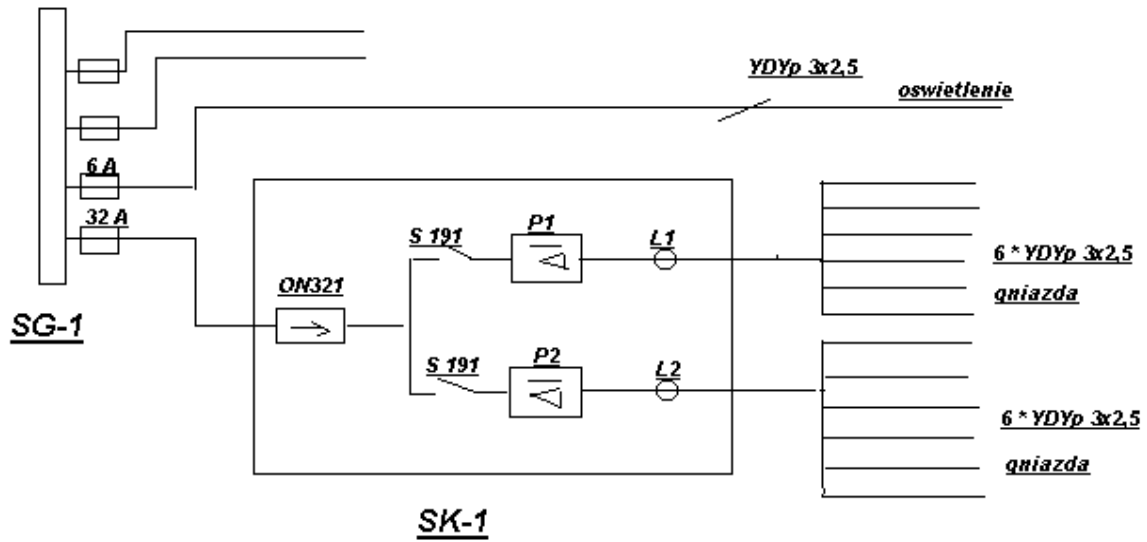 YDYp 3x2,5
oswietlenie
6 A
32 A
S 191
P1
L1
6 * YDYp 3x2,5
gniazda
ON321
SG-1
S 191
P2
L2
6 * YDYp 3x2,5
gniazda
SK-1